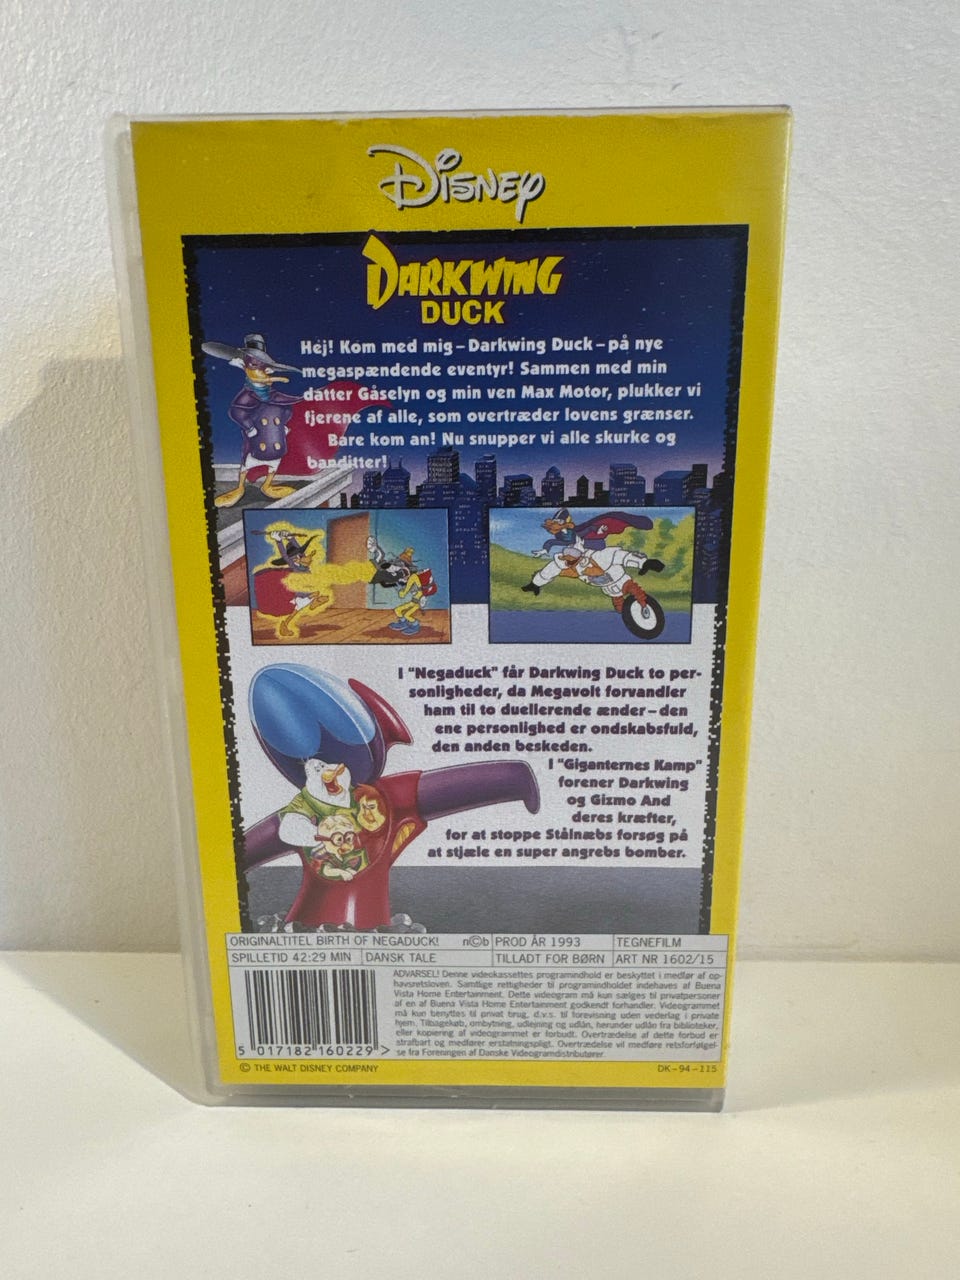 Disney
DARKWING
DUCK
Hej! Kom med mig – Darkwing Duck – på nye
megaspændende eventyr! Sammen med min
datter Gåselyn og min ven Max Motor, plukker vi
fjerene af alle, som overtræder lovens grænser.
Bare kom an! Nu snupper vi alle skurke og
banditter!
I "Negaduck" får Darkwing Duck to per-
sonligheder, da Megavolt forvandler
ham til to duellerende ænder – den
ene personlighed er ondskabsfuld,
den anden beskeden.
I "Giganternes Kamp"
forener Darkwing
og Gizmo And
deres kræfter,
for at stoppe Stålnæbs forsøg på
at stjæle en super angrebs bomber.
ORIGINALTITEL BIRTH OF NEGADUCK! n©b PROD ÅR 1993 TEGNEFILM
SPILLETID 42:29 MIN DANSK TALE TILLADT FOR BØRN ART NR 1602/15
ADVARSEL! Denne videokassettes programindhold er beskyttet i medfør af op-
havsretsloven. Samtlige rettigheder til programindholdet indehaves af Buena
Vista Home Entertainment. Dette videogram må kun sælges til privatpersoner
af en af Buena Vista Home Entertainment godkendt forhandler. Videogrammet
må kun benyttes til privat brug, d.v.s. til forevisning uden vederlag i private
hjem. Tilbagekøb, ombytning, udlejning og udlån, herunder udlån fra biblioteker,
eller kopiering af videogrammet er forbudt. Overtrædelse af dette forbud er
strafbart og medfører erstatningspligt. Overtrædelse vil medføre retsforfølgel-
se fra Foreningen af Danske Videogramdistributører.
5 017182 160229 >
© THE WALT DISNEY COMPANY DK-94-115